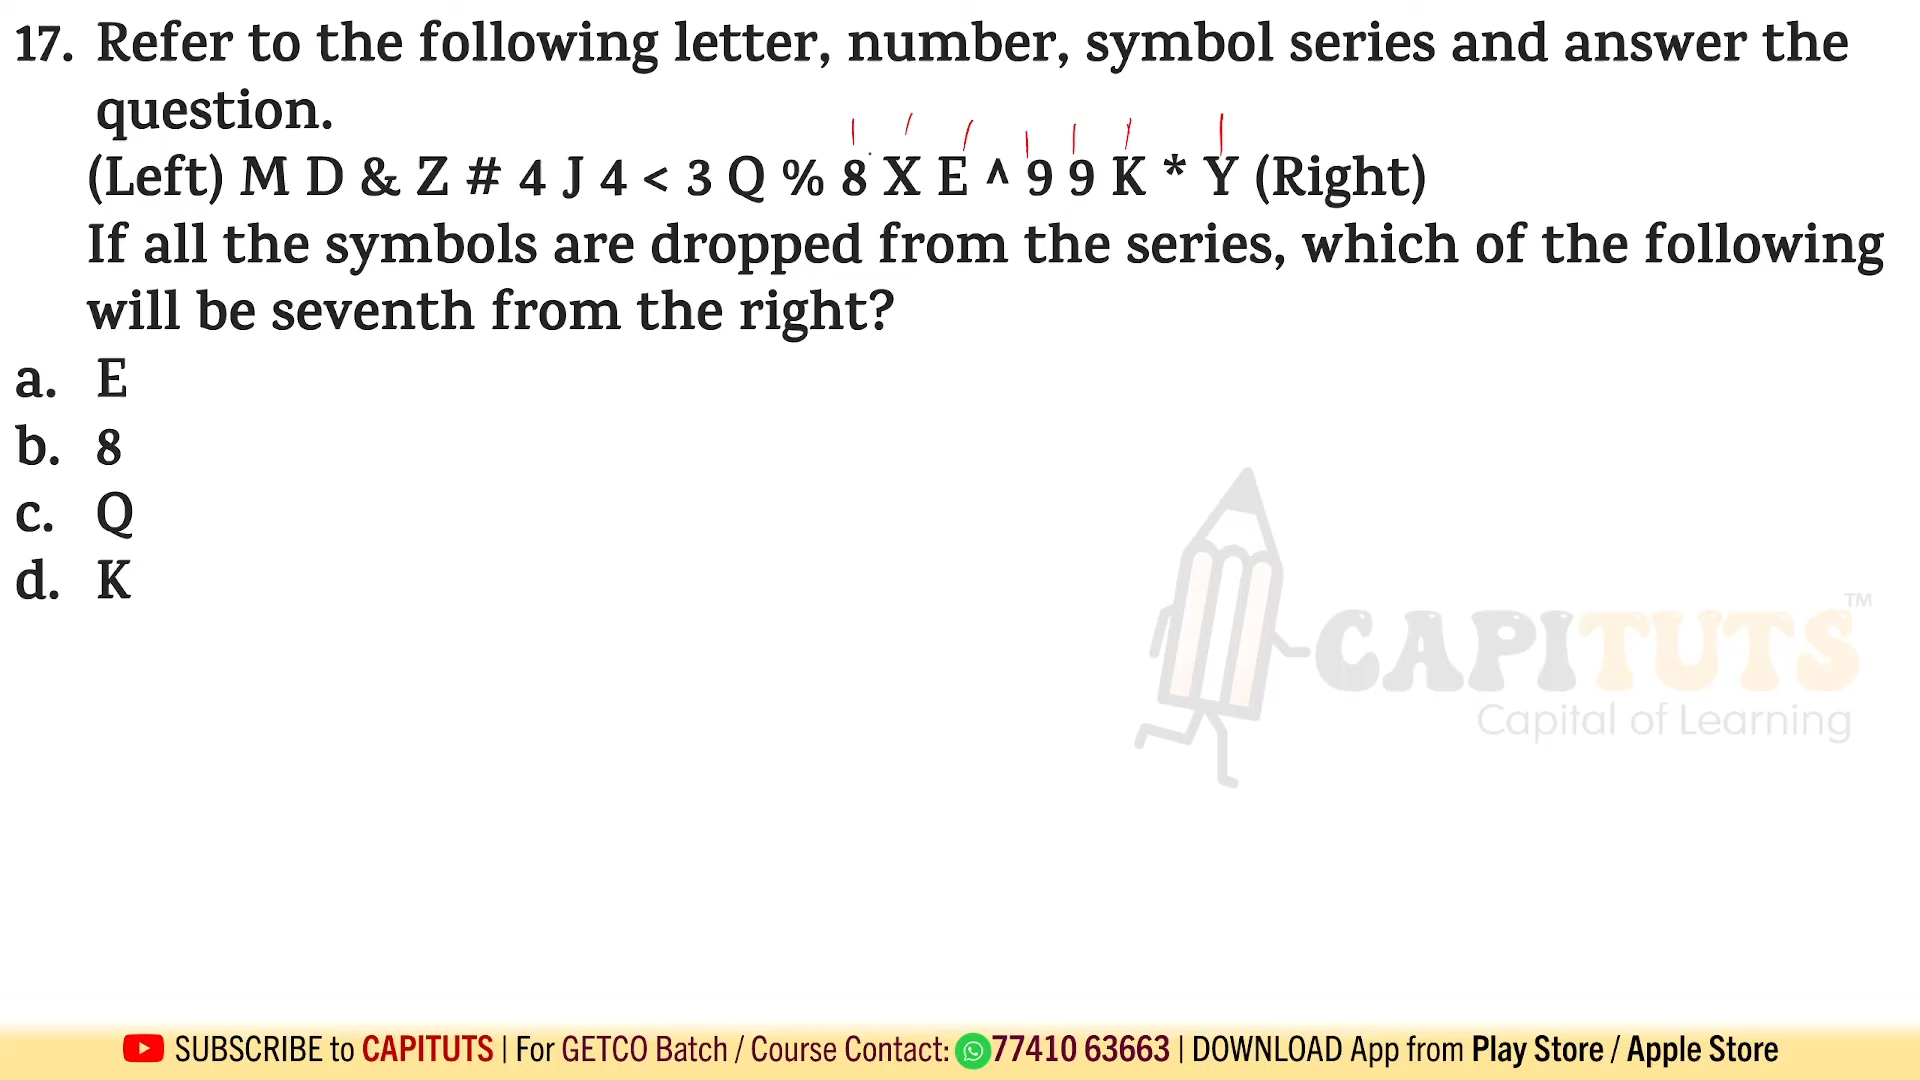 17. Refer to the following letter, number, symbol series and answer the
question.
(Left) M D & Z # 4 J 4 < 3 Q % 8 X E ^ 9 9 K * Y (Right)
If all the symbols are dropped from the series, which of the following
will be seventh from the right?
a. E
b. 8
c. Q
d. K
CAPITUTS™
Capital of Learning
SUBSCRIBE to CAPITUTS | For GETCO Batch / Course Contact: 77410 63663 | DOWNLOAD App from Play Store / Apple Store